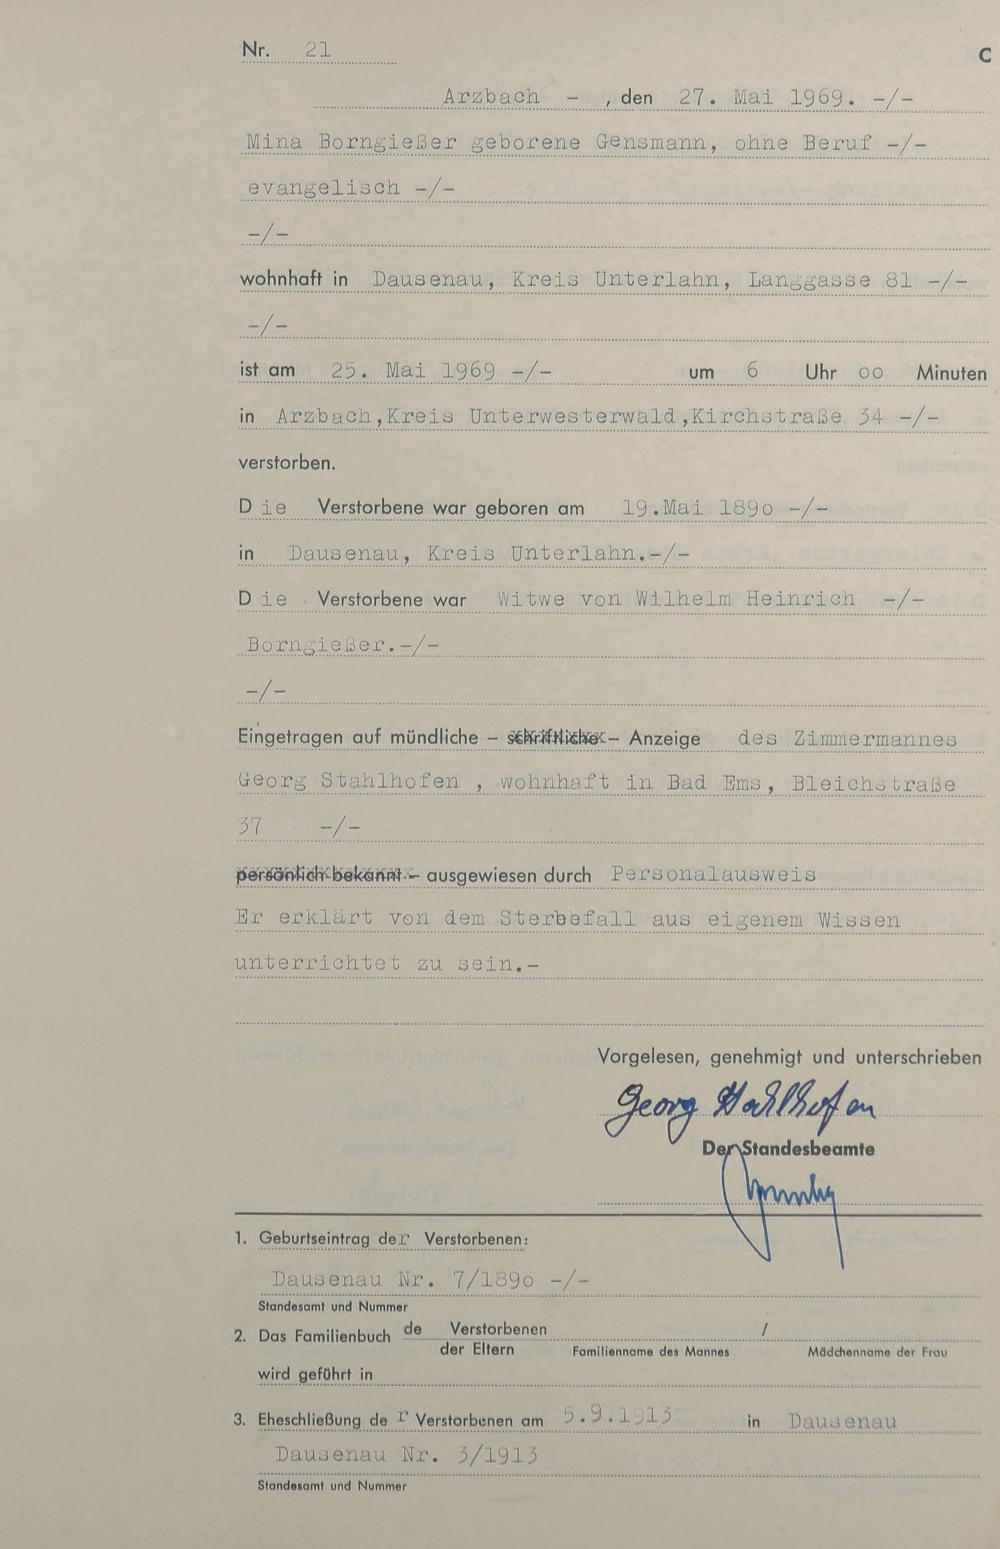 Nr. 21
C
Arzbach - , den 27. Mai 1969. -/-
Mina Borngießer geborene Gensmann, ohne Beruf -/-
evangelisch -/-
-/-
wohnhaft in Dausenau, Kreis Unterlahn, Langgasse 81 -/-
-/-
ist am 25. Mai 1969 -/- um 6 Uhr oo Minuten
in Arzbach,Kreis Unterwesterwald,Kirchstraße 34 -/-
verstorben.
Die Verstorbene war geboren am 19.Mai 189o -/-
in Dausenau, Kreis Unterlahn.-/-
Die Verstorbene war Witwe von Wilhelm Heinrich -/-
Borngießer.-/-
-/-
Eingetragen auf mündliche – schriftliche – Anzeige des Zimmermannes
Georg Stahlhofen , wohnhaft in Bad Ems, Bleichstraße
37 -/-
persönlich bekannt – ausgewiesen durch Personalausweis
Er erklärt von dem Sterbefall aus eigenem Wissen
unterrichtet zu sein.-
Vorgelesen, genehmigt und unterschrieben
Georg Stahlhofen
Der Standesbeamte
1. Geburtseintrag der Verstorbenen:
Dausenau Nr. 7/189o -/-
Standesamt und Nummer
2. Das Familienbuch de Verstorbenen /
der Eltern Familienname des Mannes Mädchenname der Frau
wird geführt in
3. Eheschließung der Verstorbenen am 5.9.1913 in Dausenau
Dausenau Nr. 3/1913
Standesamt und Nummer